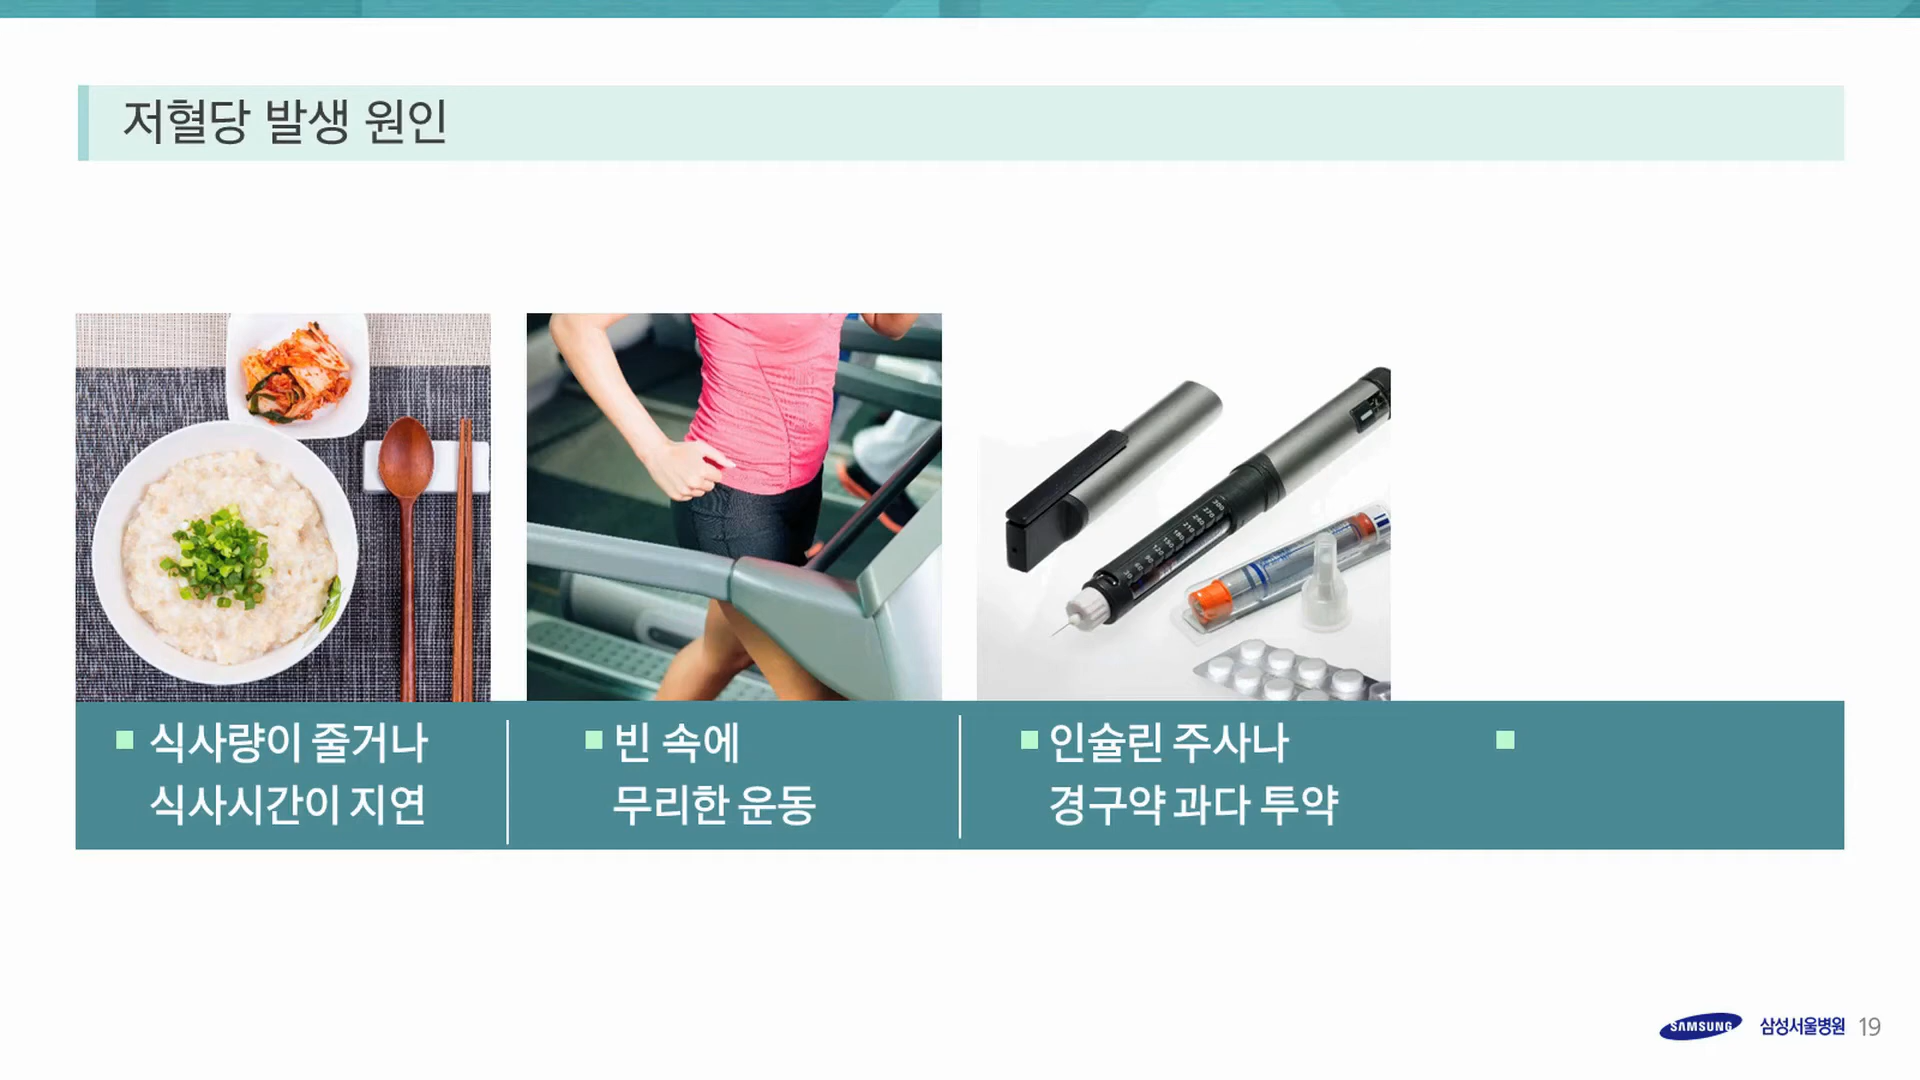 저혈당 발생 원인
식사량이 줄거나
식사시간이 지연
빈 속에
무리한 운동
인슐린 주사나
경구약 과다 투약
SAMSUNG 삼성서울병원 19